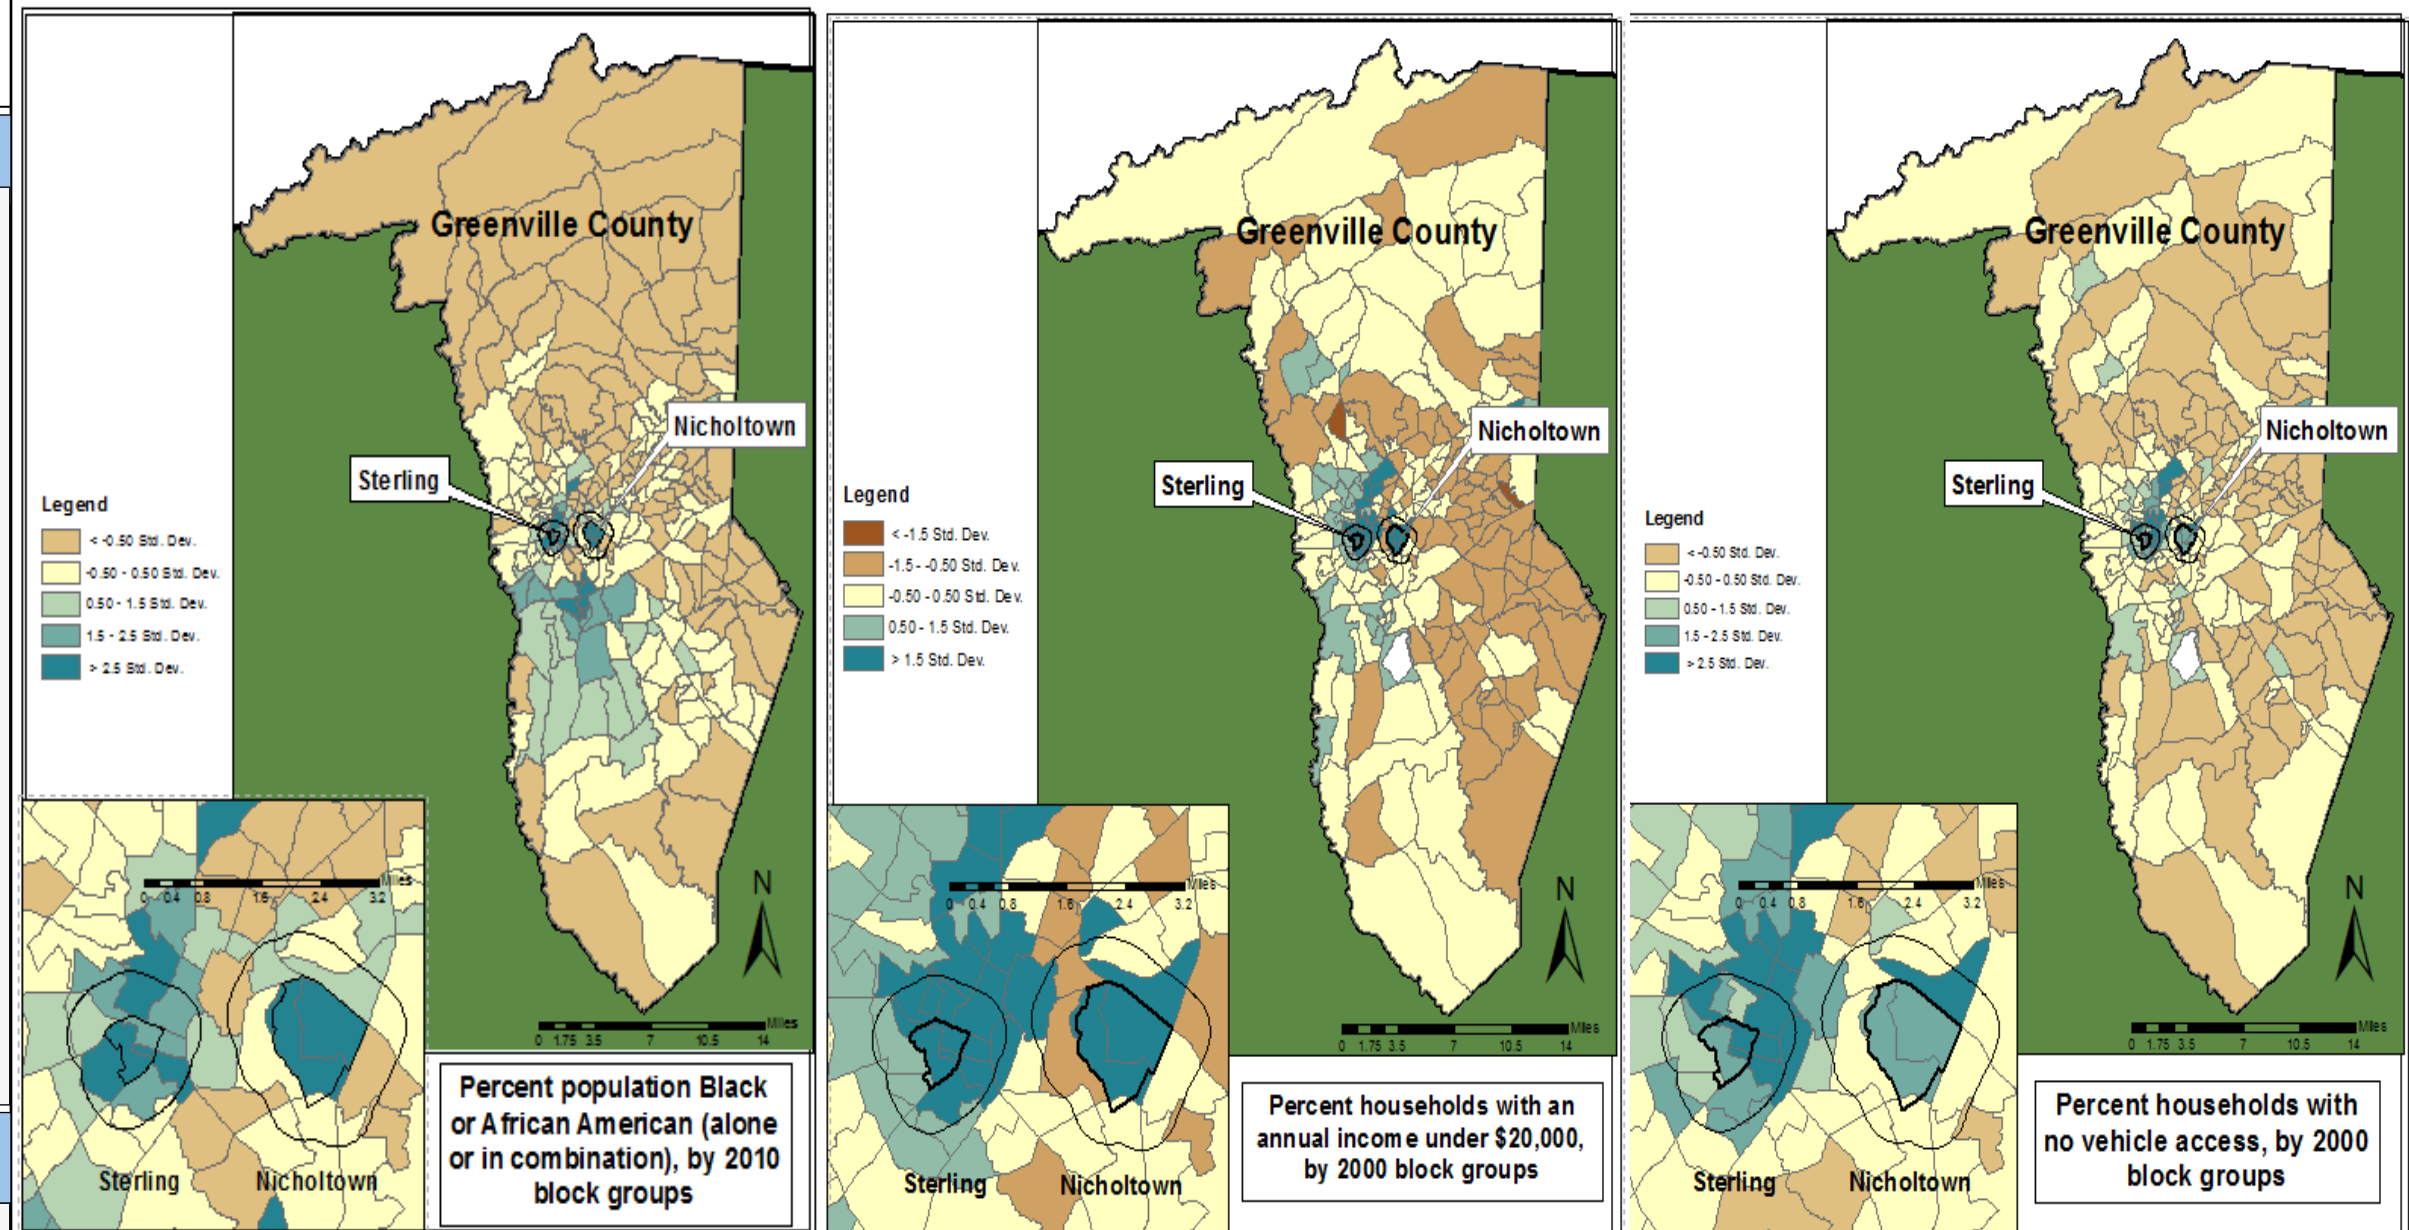 Greenville County
Nicholtown
Sterling
Legend
< -0.50 Std. Dev.
-0.50 - 0.50 Std. Dev.
0.50 - 1.5 Std. Dev.
1.5 - 2.5 Std. Dev.
> 2.5 Std. Dev.
Miles
0 0.4 0.8 1.6 2.4 3.2
Sterling
Nicholtown
N
Miles
0 1.75 3.5 7 10.5 14
Percent population Black
or African American (alone
or in combination), by 2010
block groups
Greenville County
Nicholtown
Sterling
Legend
< -1.5 Std. Dev.
-1.5 - -0.50 Std. Dev.
-0.50 - 0.50 Std. Dev.
0.50 - 1.5 Std. Dev.
> 1.5 Std. Dev.
Miles
0 0.4 0.8 1.6 2.4 3.2
Sterling
Nicholtown
N
Miles
0 1.75 3.5 7 10.5 14
Percent households with an
annual income under $20,000,
by 2000 block groups
Greenville County
Nicholtown
Sterling
Legend
< -0.50 Std. Dev.
-0.50 - 0.50 Std. Dev.
0.50 - 1.5 Std. Dev.
1.5 - 2.5 Std. Dev.
> 2.5 Std. Dev.
Miles
0 0.4 0.8 1.6 2.4 3.2
Sterling
Nicholtown
N
Miles
0 1.75 3.5 7 10.5 14
Percent households with
no vehicle access, by 2000
block groups